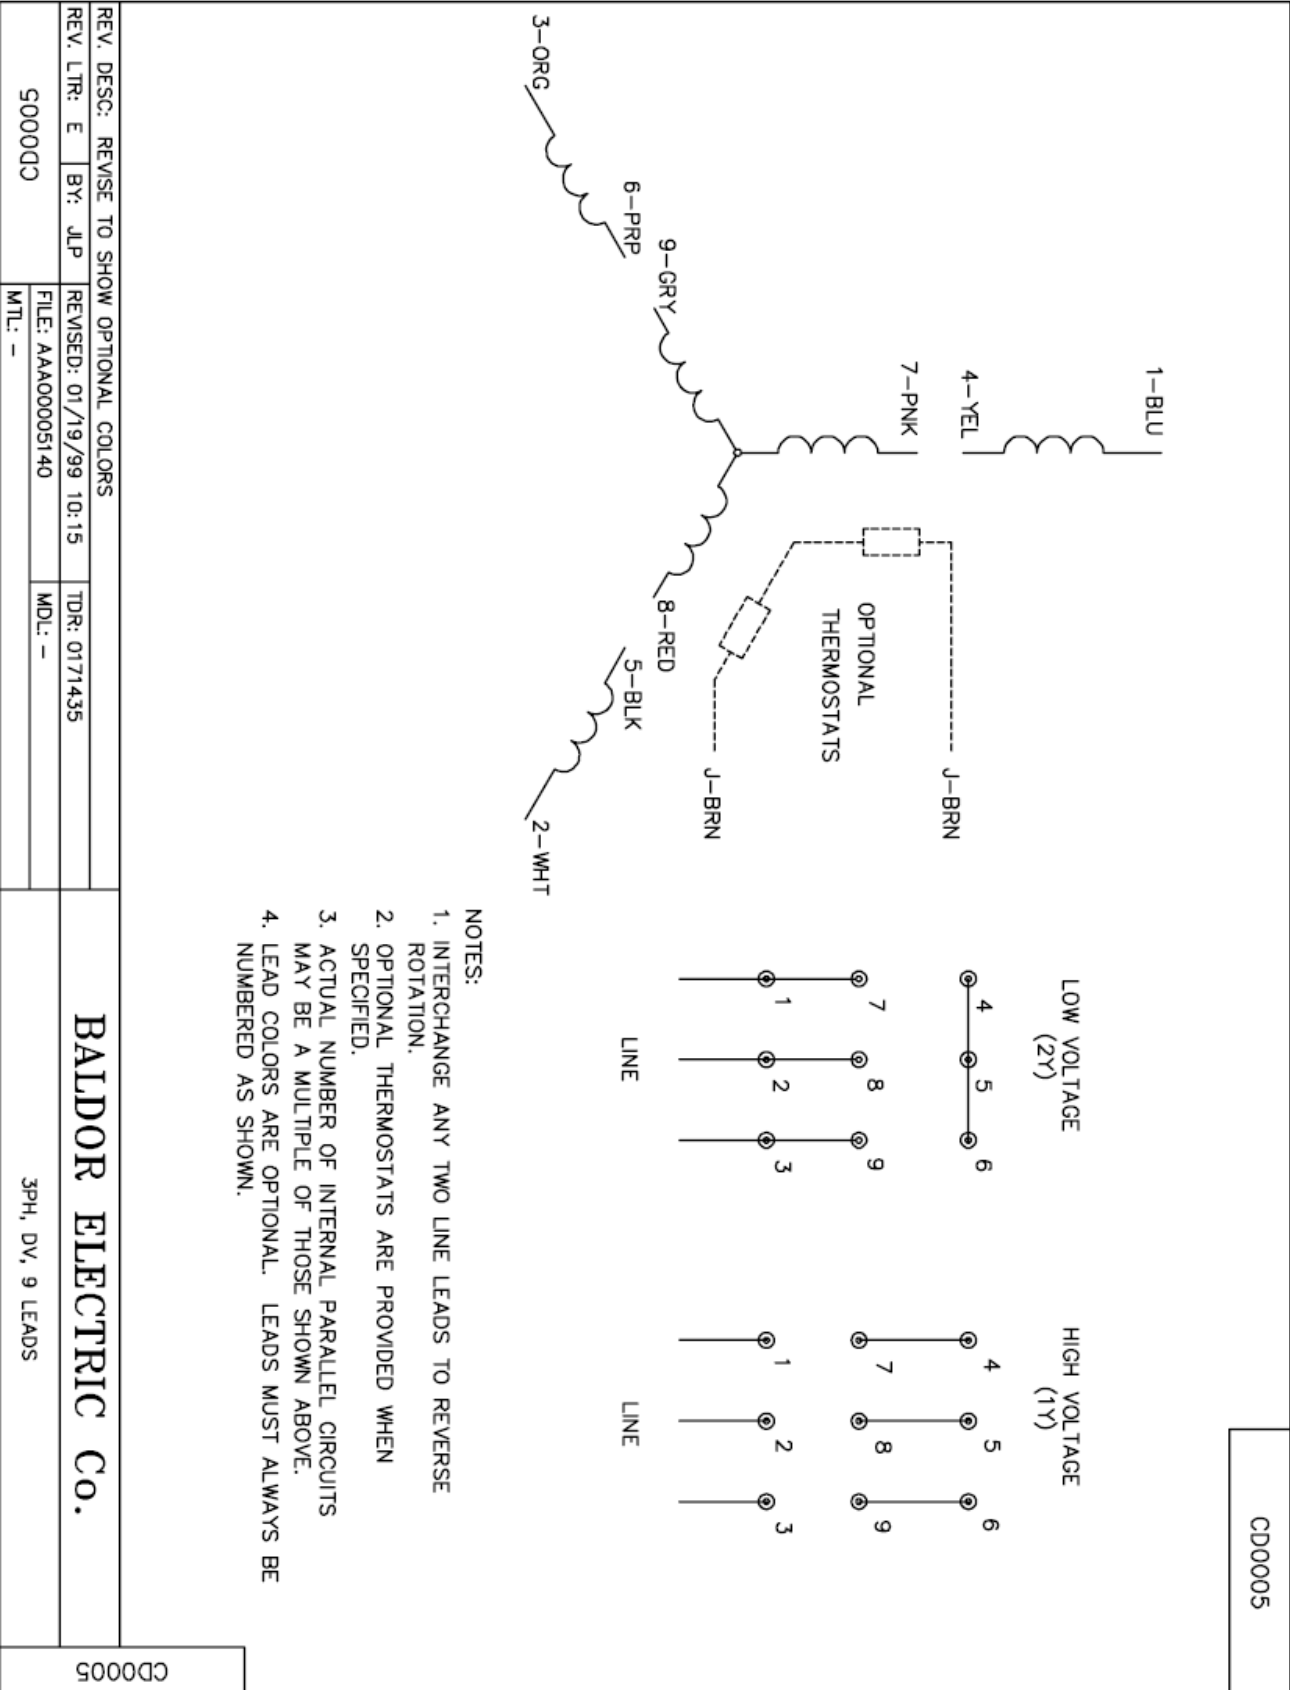 CD0005
1-BLU
4-YEL
7-PNK
9-GRY
6-PRP
3-ORG
8-RED
5-BLK
2-WHT
OPTIONAL
THERMOSTATS
J-BRN
J-BRN
LOW VOLTAGE
(2Y)
4 5 6
7 8 9
1 2 3
LINE
HIGH VOLTAGE
(1Y)
4 5 6
7 8 9
1 2 3
LINE
NOTES:
1. INTERCHANGE ANY TWO LINE LEADS TO REVERSE
ROTATION.
2. OPTIONAL THERMOSTATS ARE PROVIDED WHEN
SPECIFIED.
3. ACTUAL NUMBER OF INTERNAL PARALLEL CIRCUITS
MAY BE A MULTIPLE OF THOSE SHOWN ABOVE.
4. LEAD COLORS ARE OPTIONAL. LEADS MUST ALWAYS BE
NUMBERED AS SHOWN.
REV. DESC: REVISE TO SHOW OPTIONAL COLORS
REV. LTR: E BY: JLP REVISED: 01/19/99 10:15 TDR: 0171435
FILE: AAA00005140 MDL: -
MTL: -
CD0005
BALDOR ELECTRIC Co.
3PH, DV, 9 LEADS
CD0005